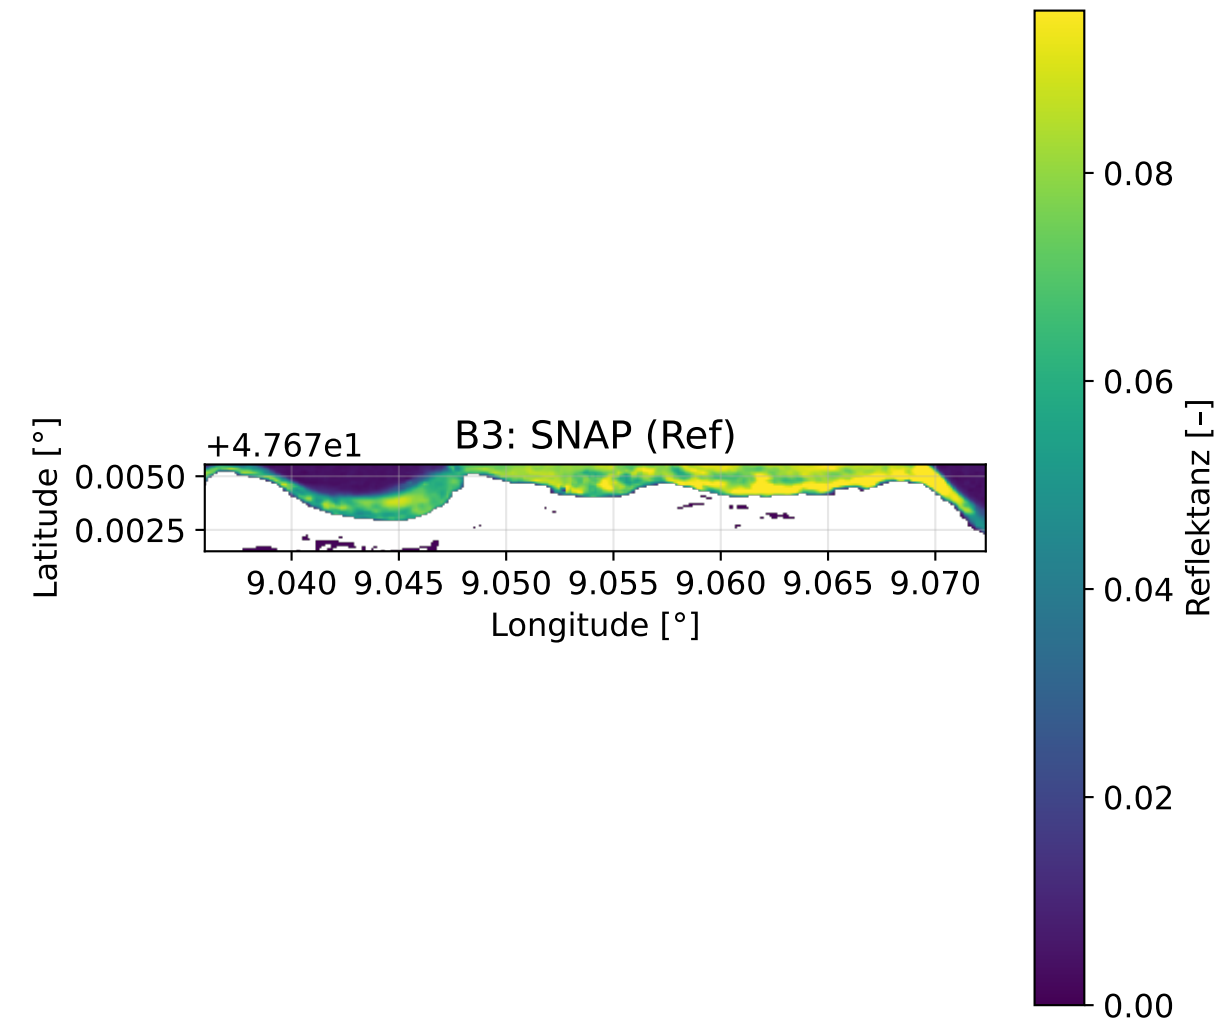 B3: SNAP (Ref)
+4.767e1
Latitude [°]
0.0050
0.0025
9.040 9.045 9.050 9.055 9.060 9.065 9.070
Longitude [°]
0.08
0.06
0.04
0.02
0.00
Reflektanz [–]